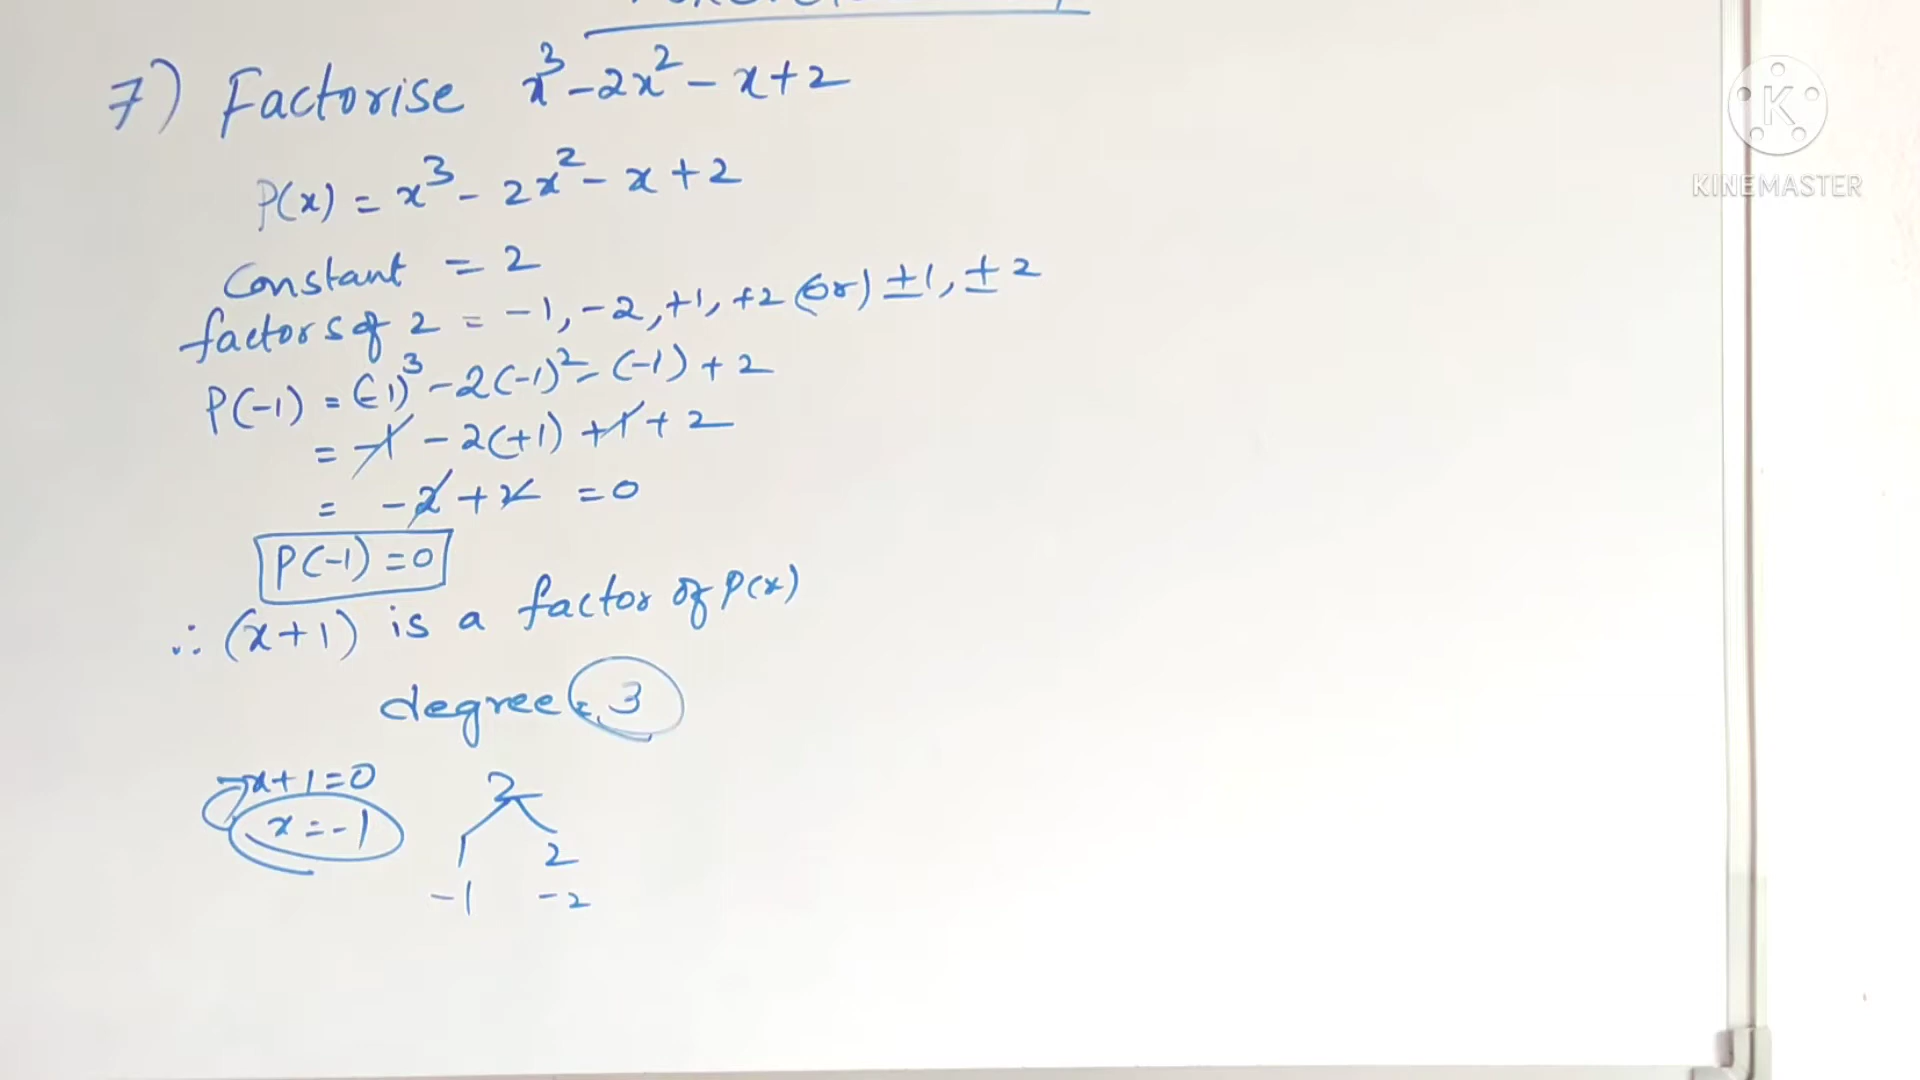 7) Factorise x³-2x²-x+2
P(x) = x³-2x²-x+2
Constant = 2
factors of 2 = -1, -2, +1, +2 (or) ±1, ±2
P(-1) = (-1)³-2(-1)²-(-1)+2
= -1 - 2(+1) +1 + 2
= -2 + 2 = 0
P(-1) = 0
∴ (x+1) is a factor of P(x)
degree = 3
x+1=0
x=-1
2
1 2
-1 -2
K
KINEMASTER